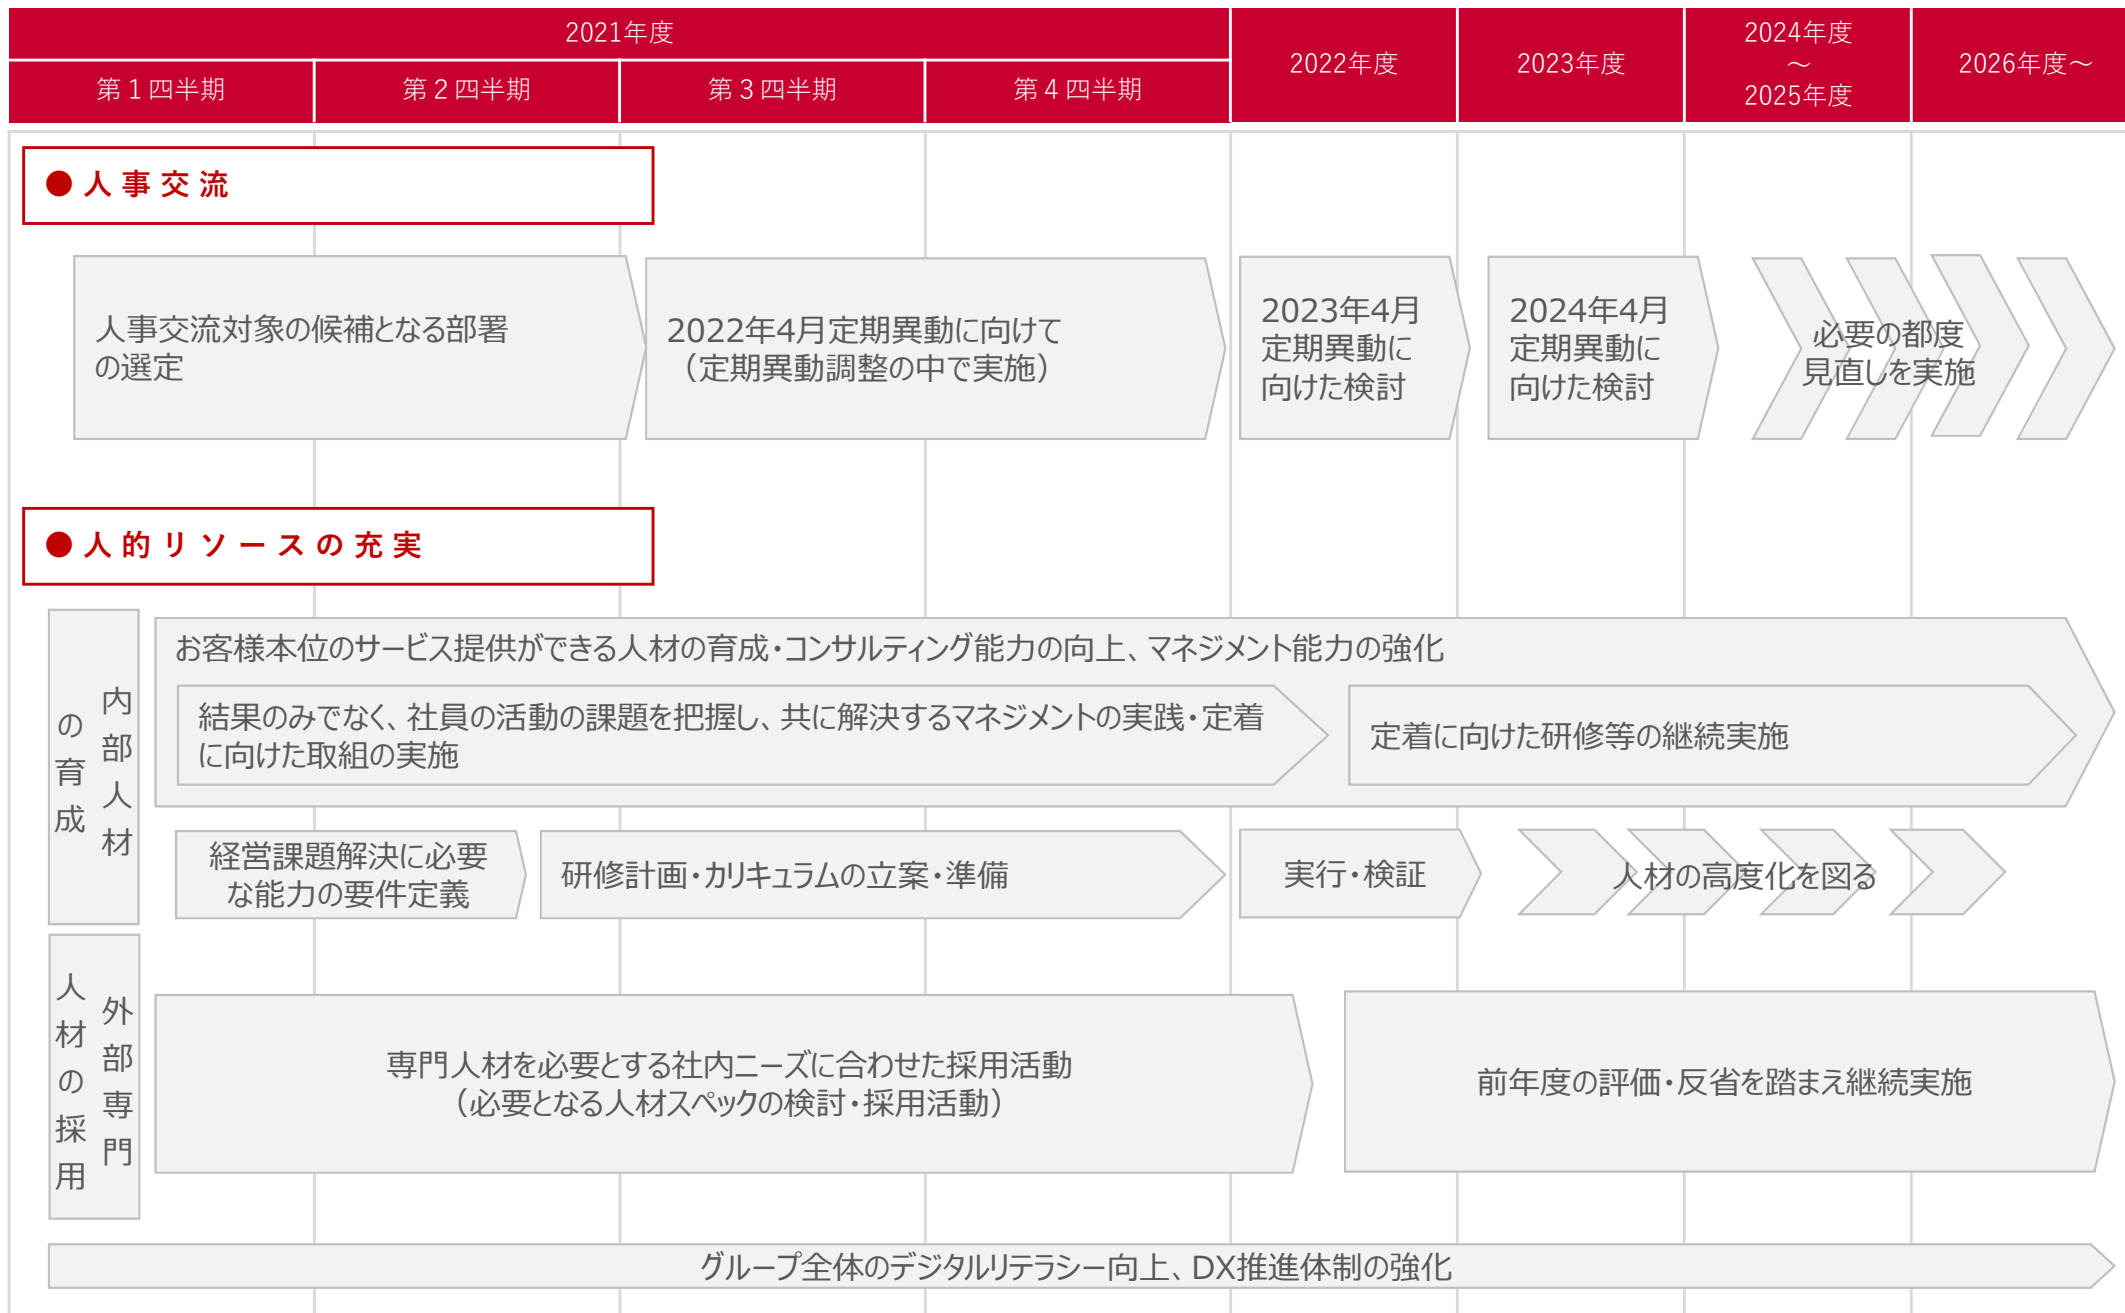 2021年度
第１四半期
第２四半期
第３四半期
第４四半期
2022年度
2023年度
2024年度
～
2025年度
2026年度～
●人事交流
人事交流対象の候補となる部署
の選定
2022年4月定期異動に向けて
（定期異動調整の中で実施）
2023年4月
定期異動に
向けた検討
2024年4月
定期異動に
向けた検討
必要の都度
見直しを実施
●人的リソースの充実
内部人材
の育成
お客様本位のサービス提供ができる人材の育成・コンサルティング能力の向上、マネジメント能力の強化
結果のみでなく、社員の活動の課題を把握し、共に解決するマネジメントの実践・定着
に向けた取組の実施
定着に向けた研修等の継続実施
経営課題解決に必要
な能力の要件定義
研修計画・カリキュラムの立案・準備
実行・検証
人材の高度化を図る
外部専門
人材の採用
専門人材を必要とする社内ニーズに合わせた採用活動
（必要となる人材スペックの検討・採用活動）
前年度の評価・反省を踏まえ継続実施
グループ全体のデジタルリテラシー向上、DX推進体制の強化